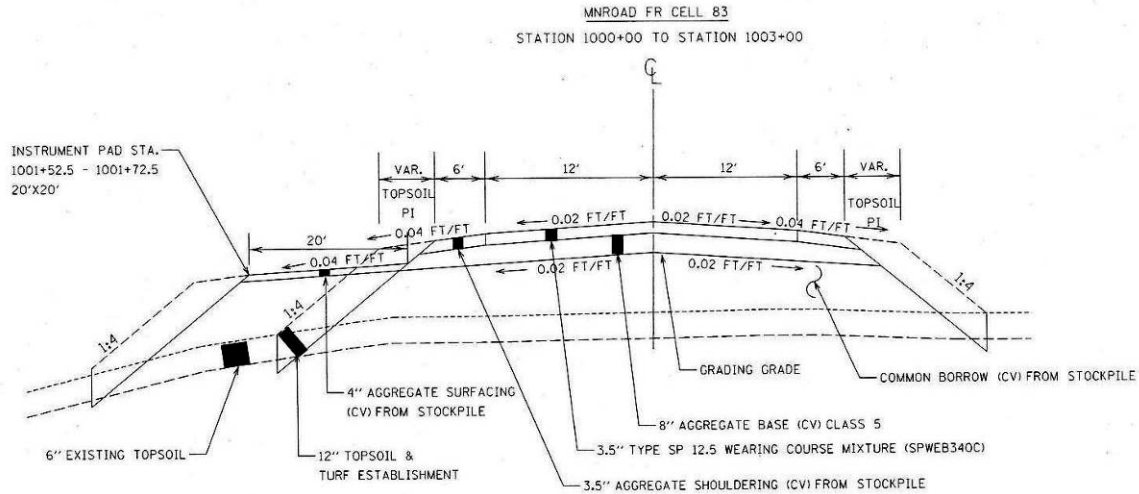 MNROAD FR CELL 83
STATION 1000+00 TO STATION 1003+00
CL
INSTRUMENT PAD STA.
1001+52.5 - 1001+72.5
20'X20'
VAR.
6'
12'
12'
6'
VAR.
TOPSOIL
PI
TOPSOIL
PI
0.04 FT/FT
0.02 FT/FT
0.02 FT/FT
0.04 FT/FT
20'
0.04 FT/FT
0.02 FT/FT
0.02 FT/FT
1:4
1:4
1:4
GRADING GRADE
COMMON BORROW (CV) FROM STOCKPILE
4'' AGGREGATE SURFACING
(CV) FROM STOCKPILE
8'' AGGREGATE BASE (CV) CLASS 5
3.5'' TYPE SP 12.5 WEARING COURSE MIXTURE (SPWEB340C)
6'' EXISTING TOPSOIL
12'' TOPSOIL &
TURF ESTABLISHMENT
3.5'' AGGREGATE SHOULDERING (CV) FROM STOCKPILE